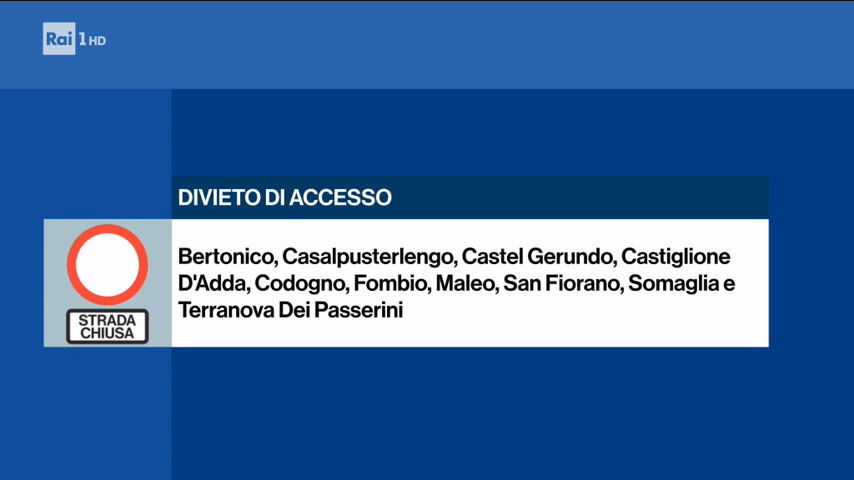 Rai 1 HD
DIVIETO DI ACCESSO
Bertonico, Casalpusterlengo, Castel Gerundo, Castiglione
D'Adda, Codogno, Fombio, Maleo, San Fiorano, Somaglia e
Terranova Dei Passerini
STRADA
CHIUSA